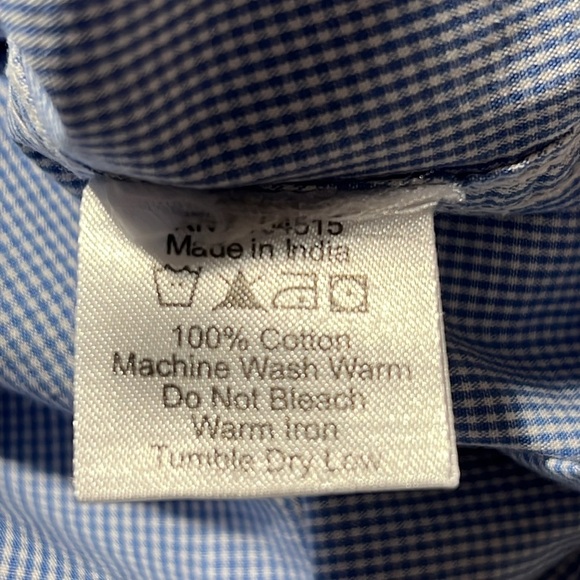 Made in India
100% Cotton
Machine Wash Warm
Do Not Bleach
Warm Iron
Tumble Dry Low